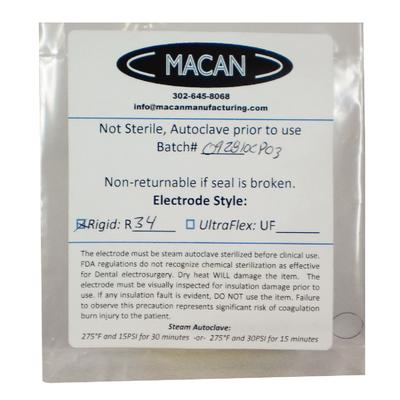 MACAN
302-645-8068
info@macanmanufacturing.com
Not Sterile, Autoclave prior to use
Batch#
Non-returnable if seal is broken.
Electrode Style:
Rigid: R 34 UltraFlex: UF
The electrode must be steam autoclave sterilized before clinical use.
FDA regulations do not recognize chemical sterilization as effective
for Dental electrosurgery. Dry heat WILL damage the item. The
electrode must be visually inspected for insulation damage prior to
use. If any insulation fault is evident, DO NOT use the item. Failure
to observe this precaution represents significant risk of coagulation
burn injury to the patient.
Steam Autoclave:
275°F and 15PSI for 30 minutes -or- 275°F and 30PSI for 15 minutes